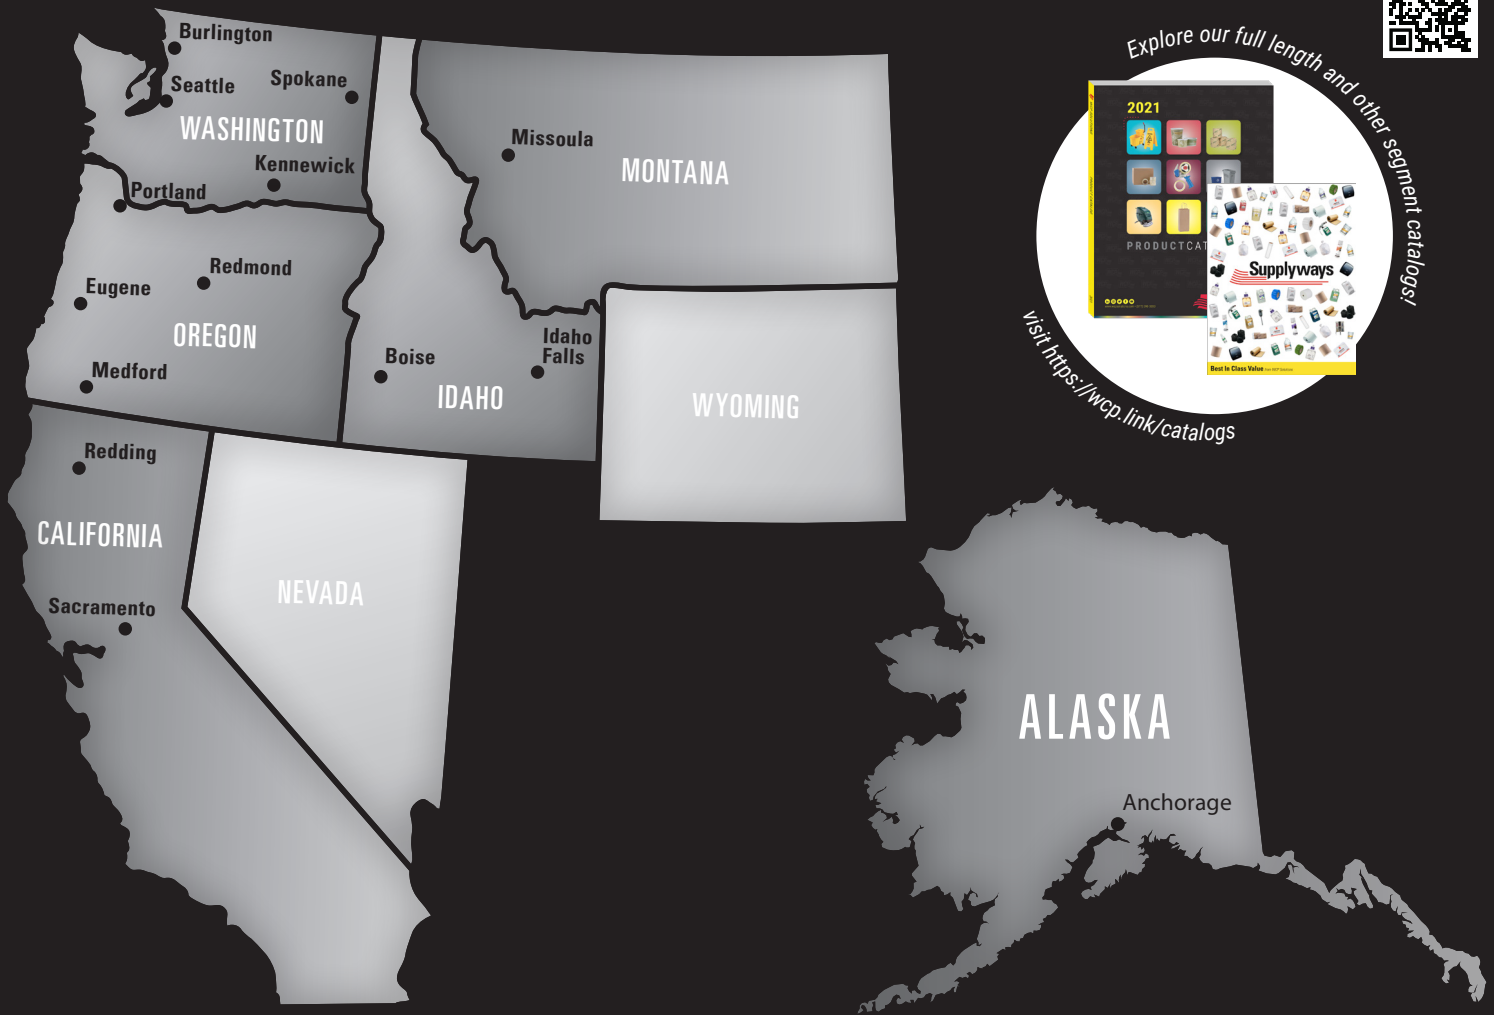 Burlington
Seattle
Spokane
WASHINGTON
Kennewick
Portland
Missoula
MONTANA
Redmond
Eugene
OREGON
Medford
Boise
Idaho
Falls
IDAHO
WYOMING
Redding
CALIFORNIA
Sacramento
NEVADA
ALASKA
Anchorage
Explore our full length and other segment catalogs!
2021
PRODUCTCAT
Supplyways
Best In Class Value
visit https://wcp.link/catalogs